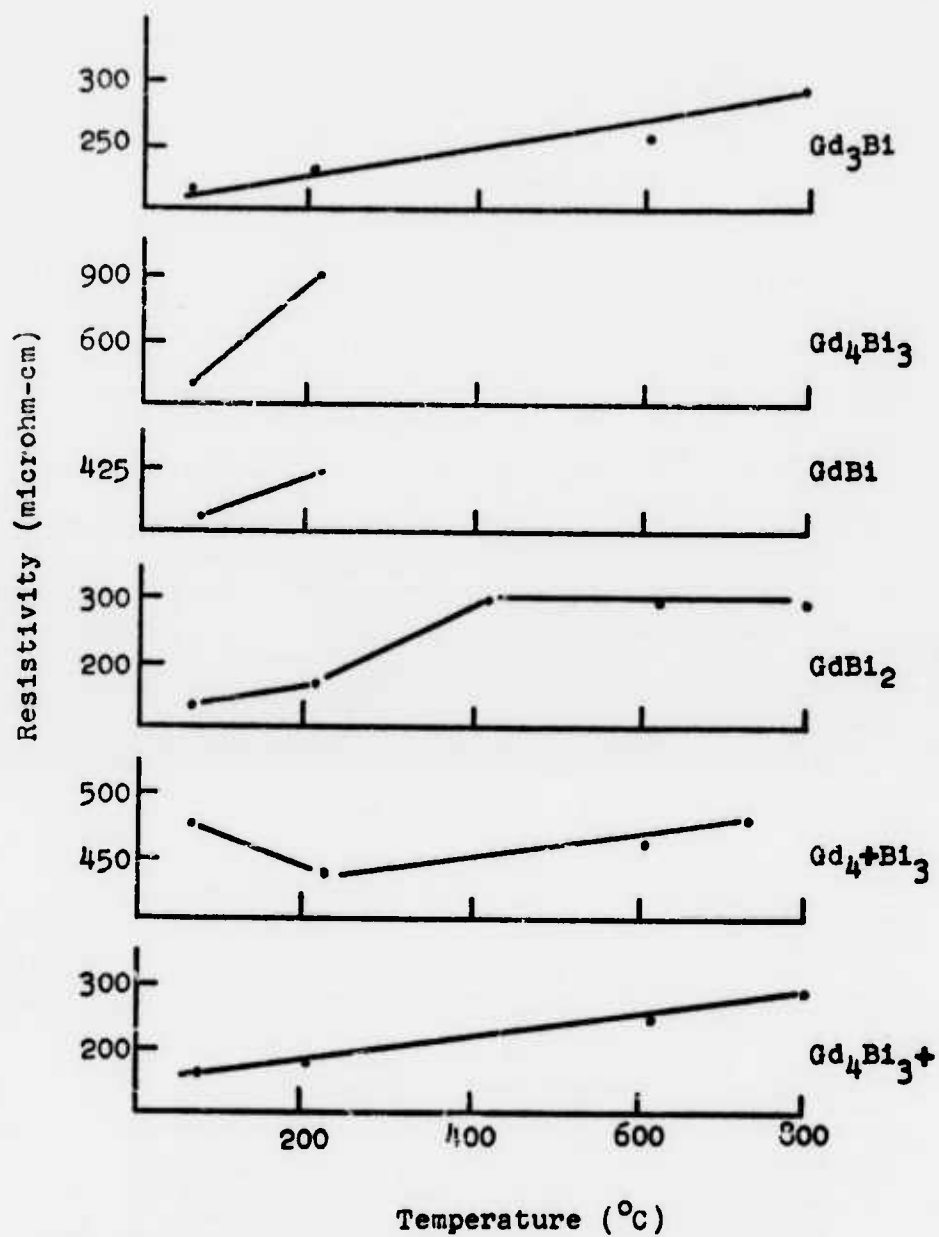 300
250
Gd3Bi
900
600
Gd4Bi3
425
GdBi
300
200
GdBi2
500
450
Gd4+Bi3
300
200
Gd4Bi3+
200 400 600 800
Resistivity (microhm-cm)
Temperature (°C)